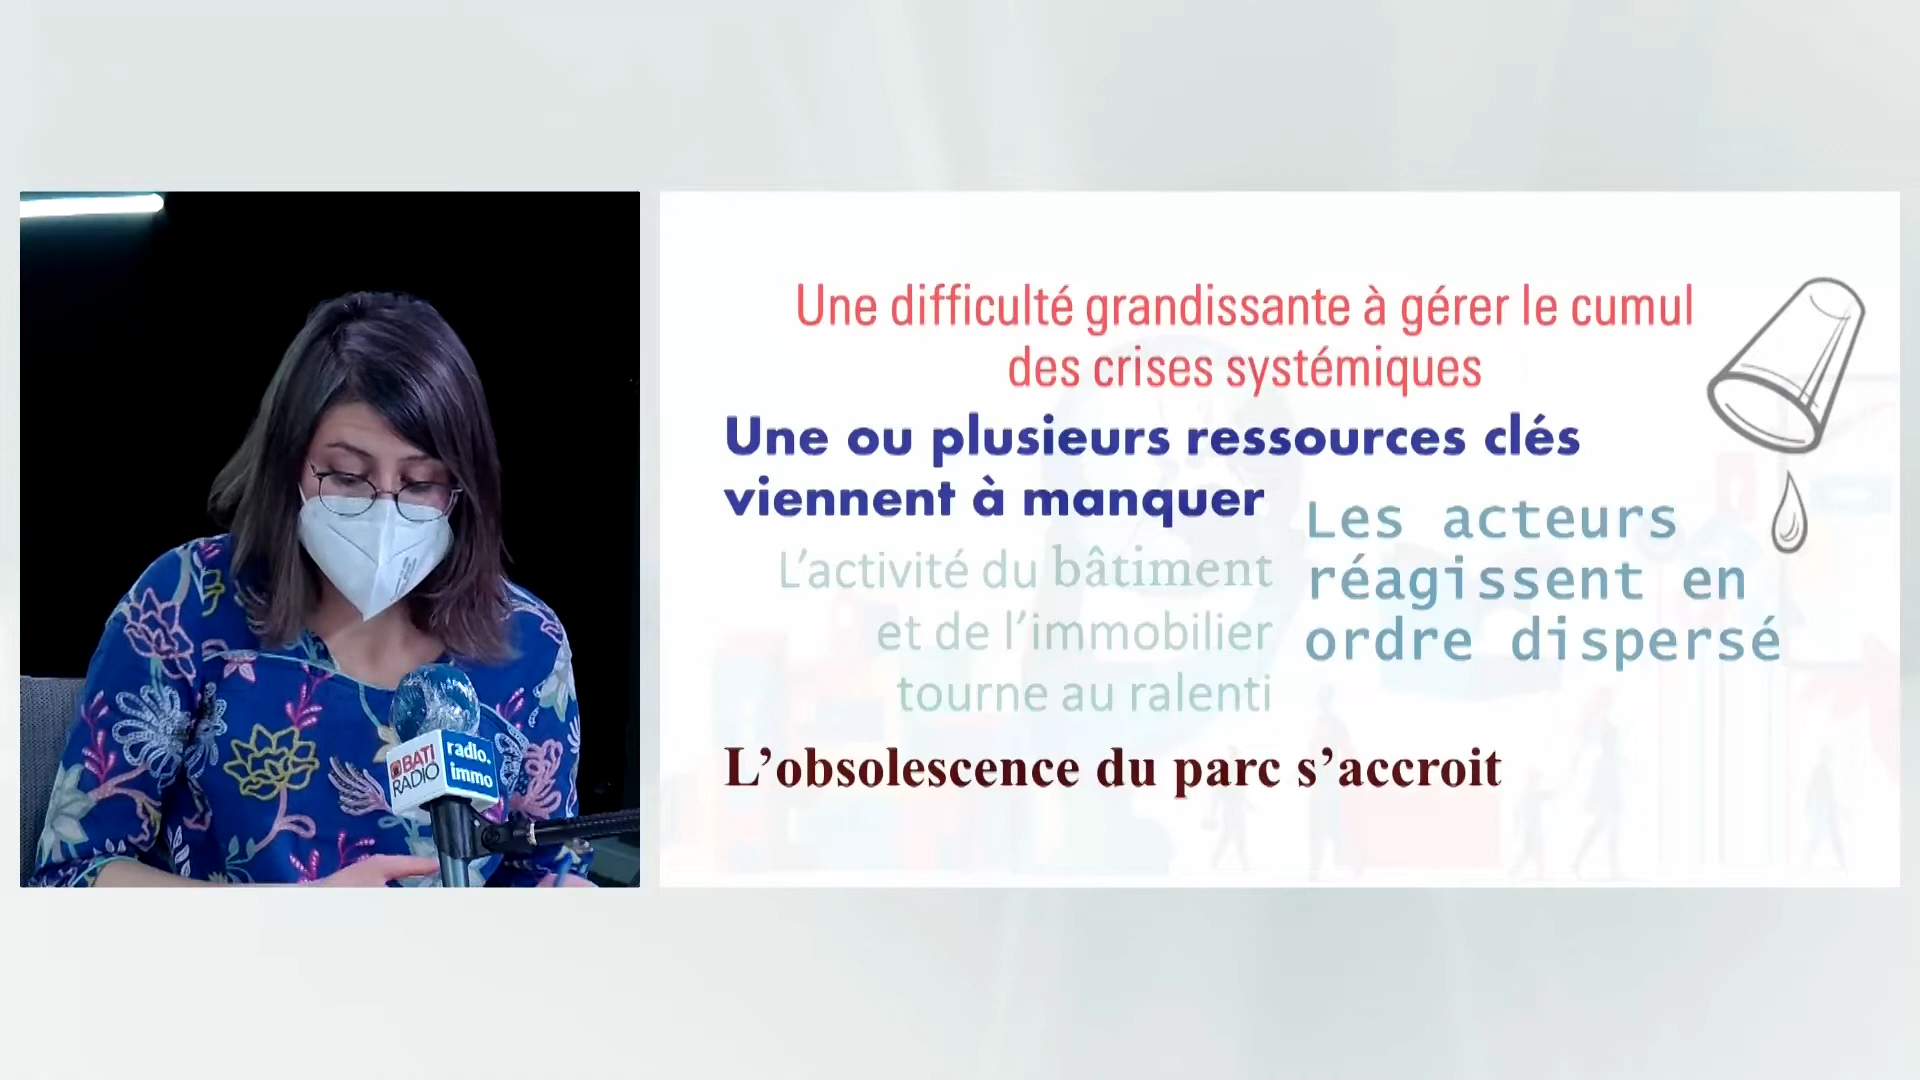 Une difficulté grandissante à gérer le cumul
des crises systémiques
Une ou plusieurs ressources clés
viennent à manquer
Les acteurs
réagissent en
ordre dispersé
L’activité du bâtiment
et de l’immobilier
tourne au ralenti
L’obsolescence du parc s’accroit
BATI
RADIO
radio.
immo